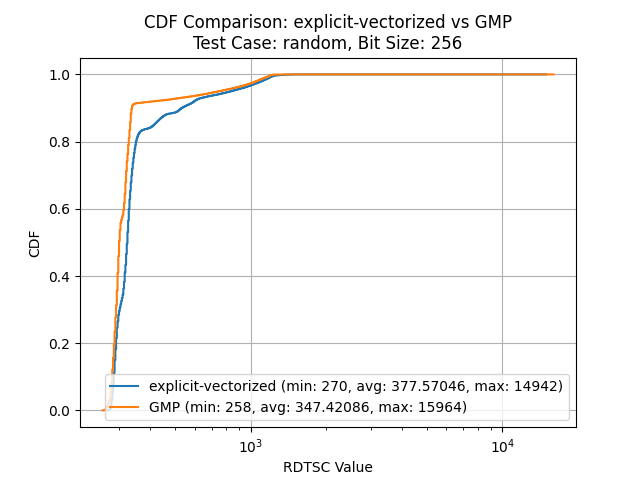 CDF Comparison: explicit-vectorized vs GMP
Test Case: random, Bit Size: 256
1.0
0.8
0.6
CDF
0.4
0.2
0.0
explicit-vectorized (min: 270, avg: 377.57046, max: 14942)
GMP (min: 258, avg: 347.42086, max: 15964)
10³ 10⁴
RDTSC Value